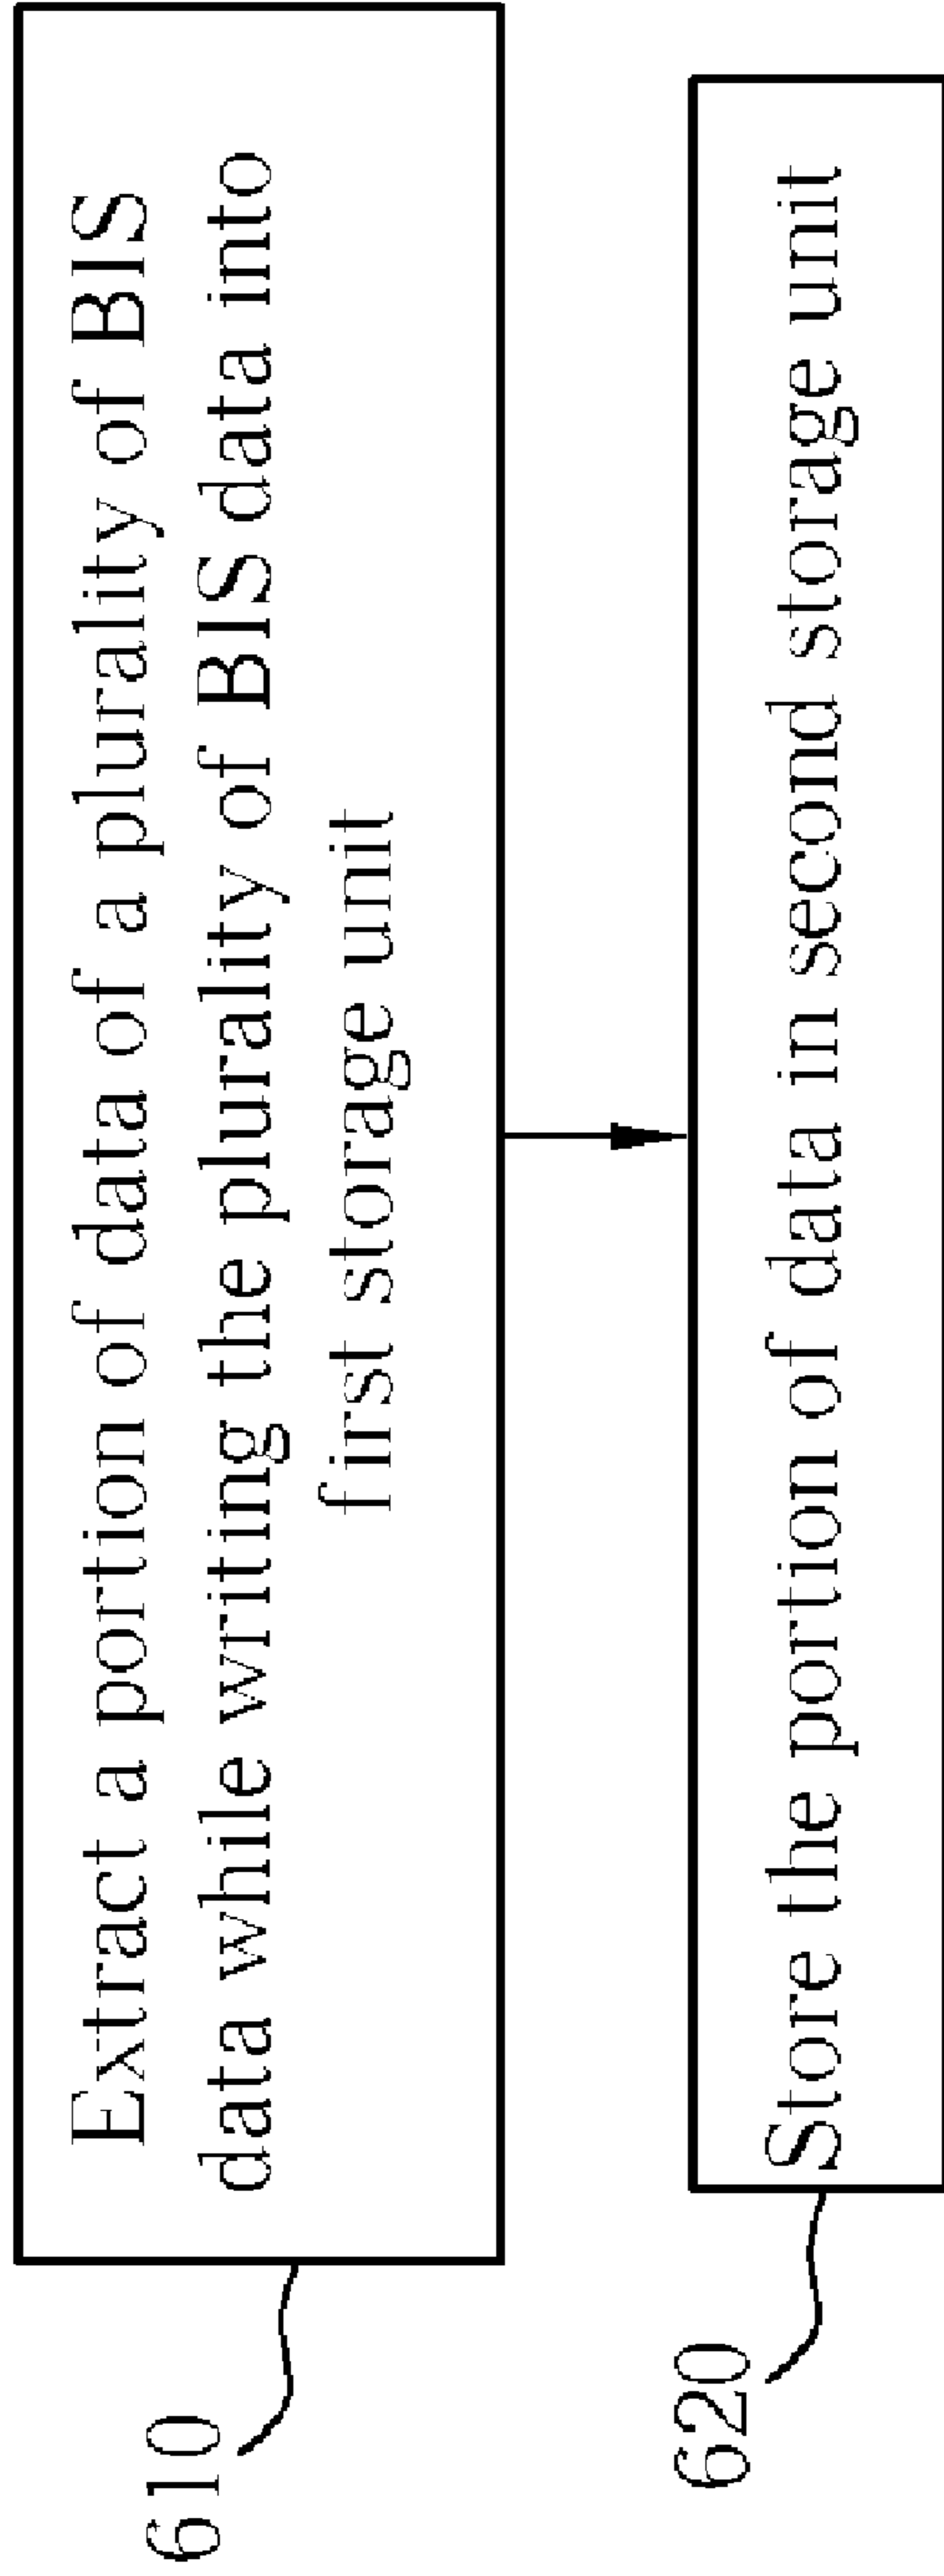 610
Extract a portion of data of a plurality of BIS
data while writing the plurality of BIS data into
first storage unit
620
Store the portion of data in second storage unit